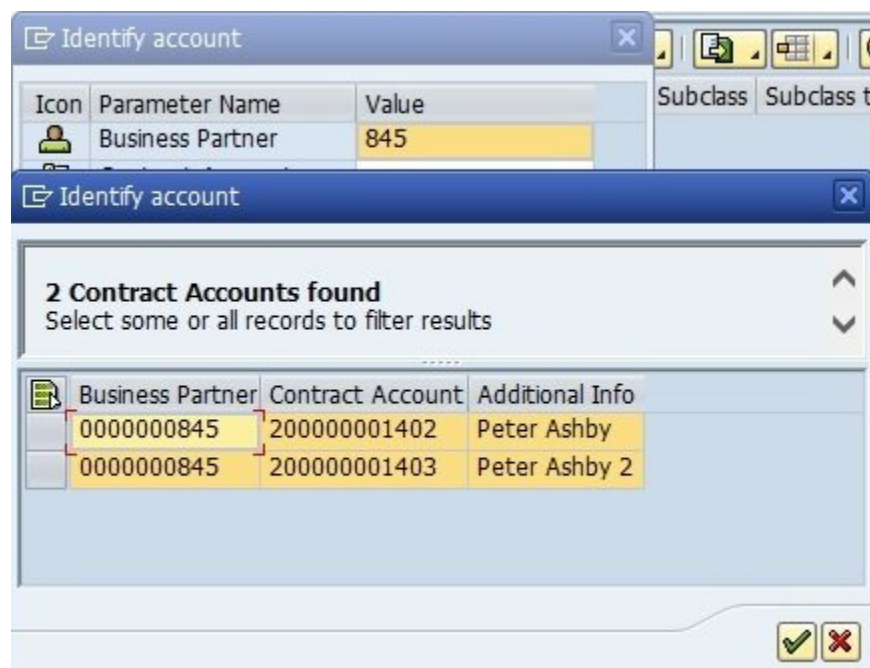 Identify account
Icon Parameter Name Value
Subclass Subclass t
Business Partner 845
Identify account
2 Contract Accounts found
Select some or all records to filter results
Business Partner Contract Account Additional Info
0000000845 200000001402 Peter Ashby
0000000845 200000001403 Peter Ashby 2